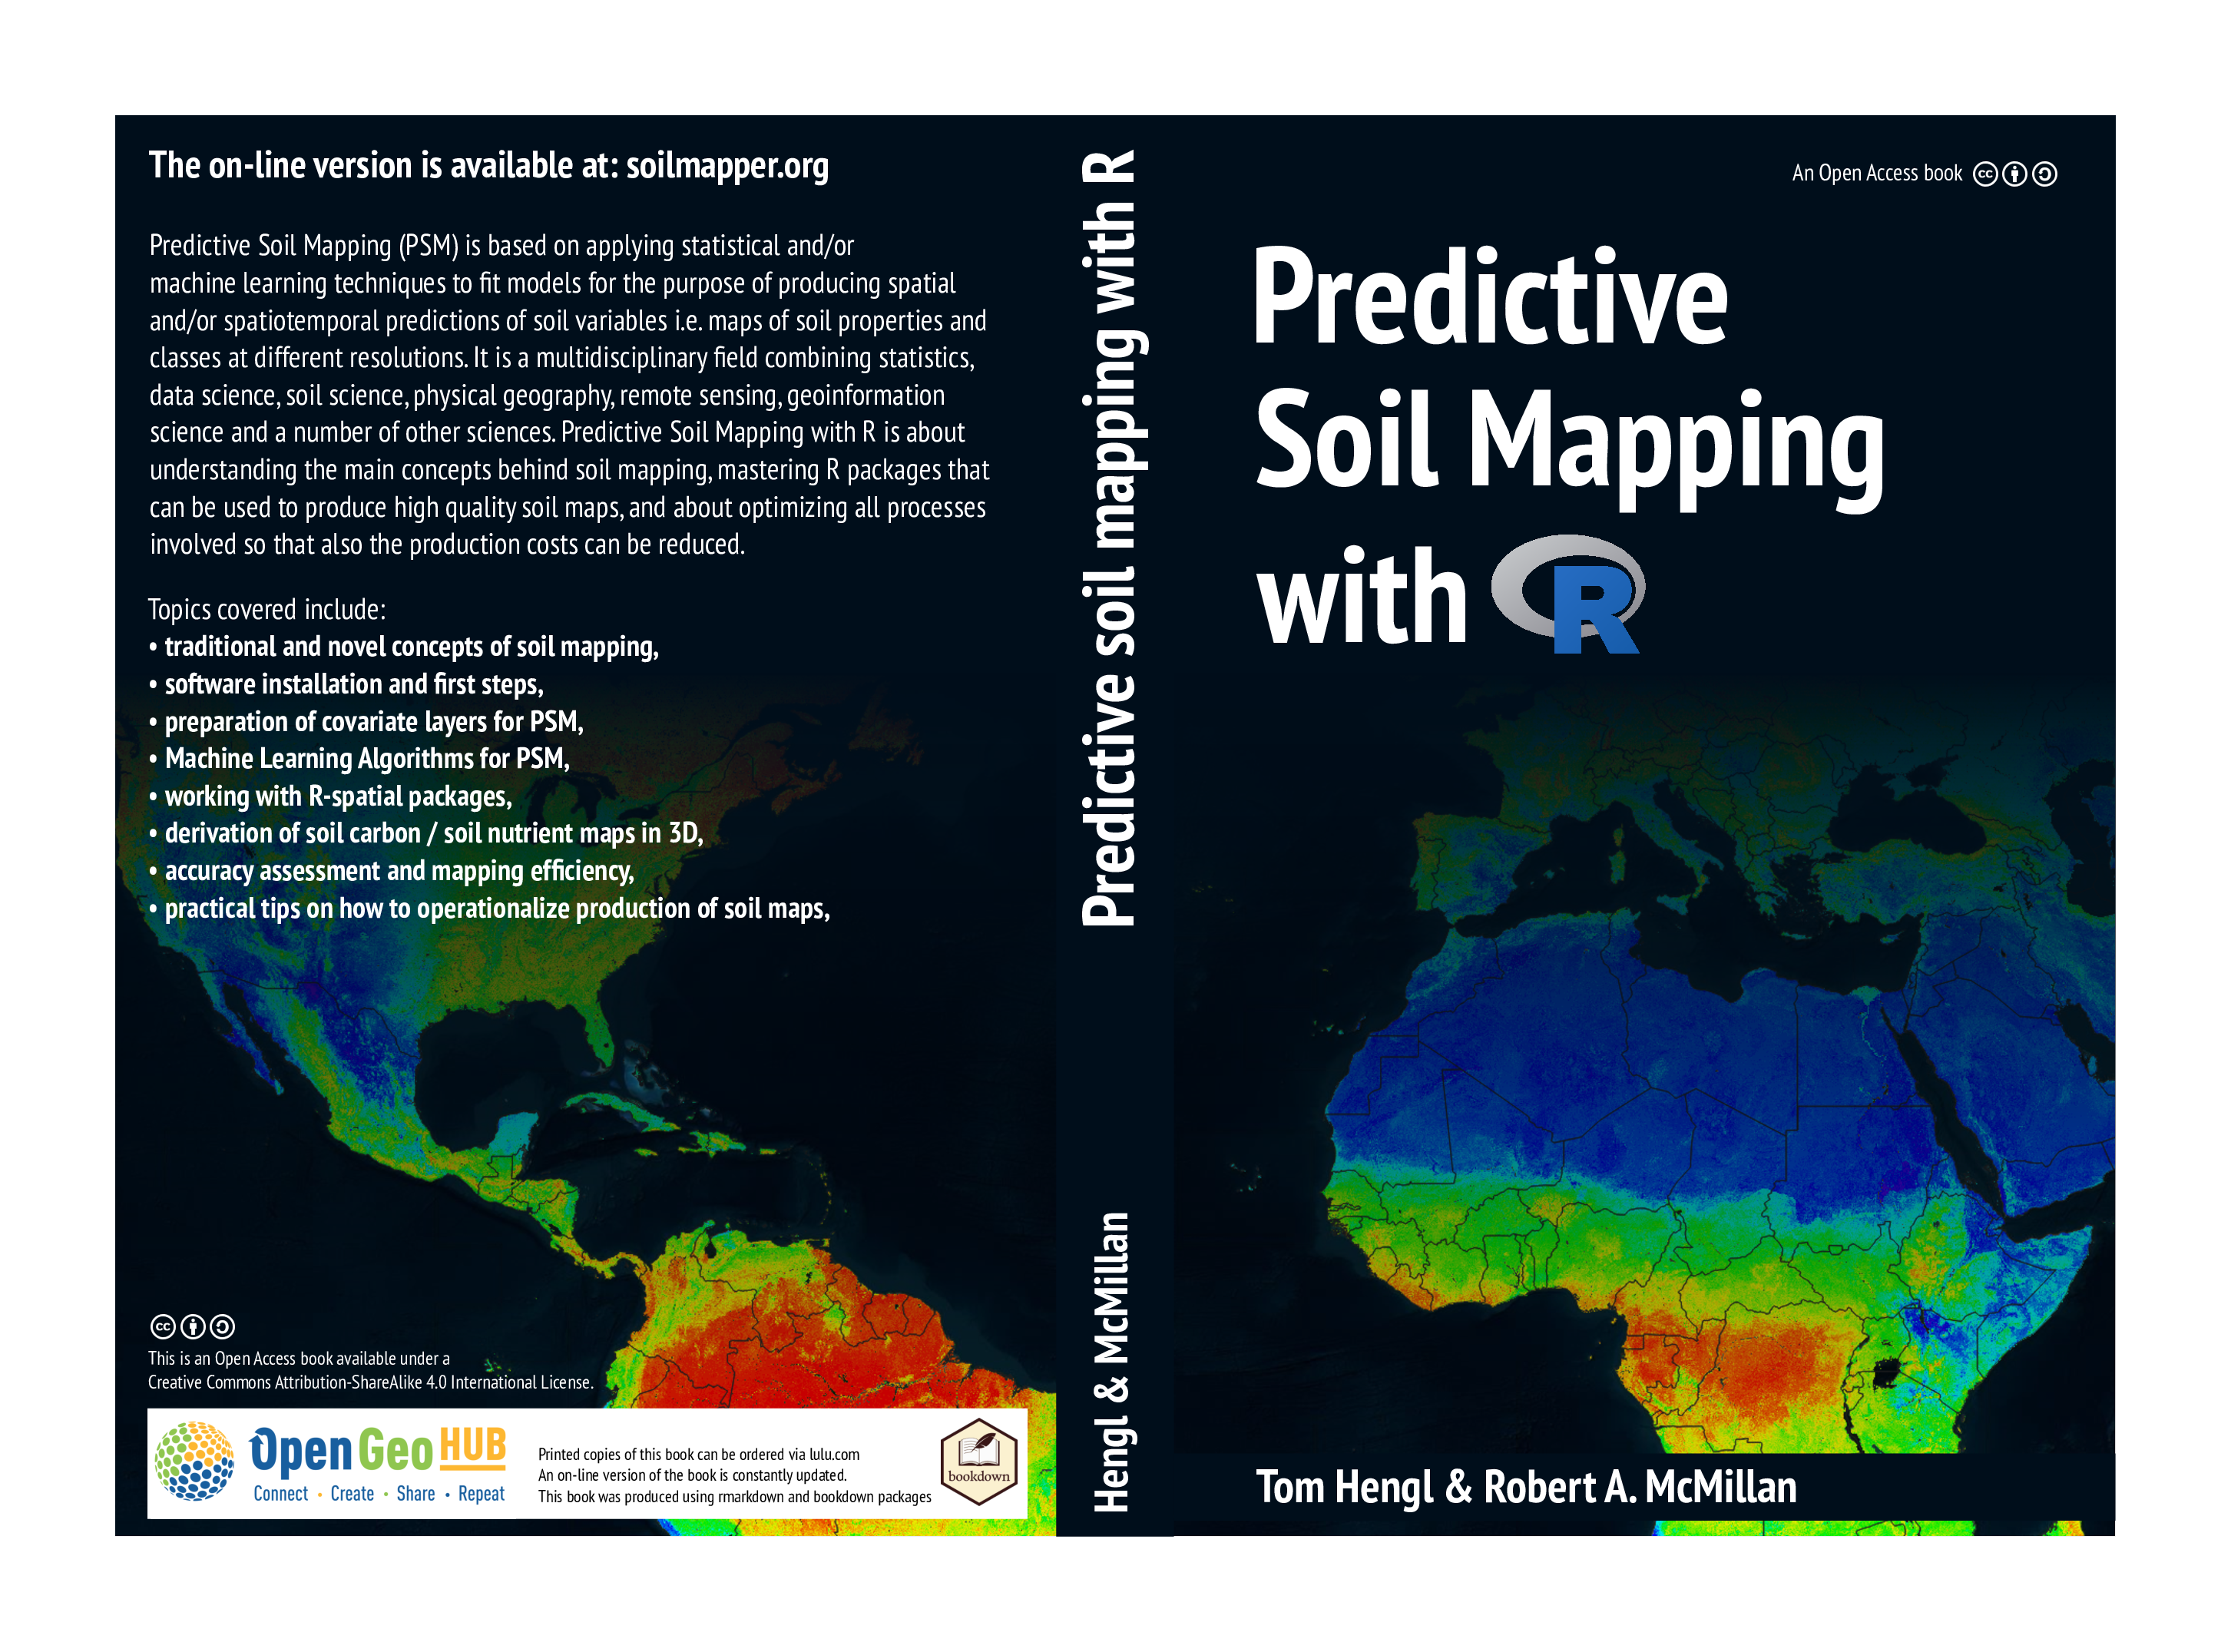 The on-line version is available at: soilmapper.org
Predictive Soil Mapping (PSM) is based on applying statistical and/or
machine learning techniques to fit models for the purpose of producing spatial
and/or spatiotemporal predictions of soil variables i.e. maps of soil properties and
classes at different resolutions. It is a multidisciplinary field combining statistics,
data science, soil science, physical geography, remote sensing, geoinformation
science and a number of other sciences. Predictive Soil Mapping with R is about
understanding the main concepts behind soil mapping, mastering R packages that
can be used to produce high quality soil maps, and about optimizing all processes
involved so that also the production costs can be reduced.
Topics covered include:
• traditional and novel concepts of soil mapping,
• software installation and first steps,
• preparation of covariate layers for PSM,
• Machine Learning Algorithms for PSM,
• working with R-spatial packages,
• derivation of soil carbon / soil nutrient maps in 3D,
• accuracy assessment and mapping efficiency,
• practical tips on how to operationalize production of soil maps,
cc
This is an Open Access book available under a
Creative Commons Attribution-ShareAlike 4.0 International License.
OpenGeoHUB
Connect • Create • Share • Repeat
Printed copies of this book can be ordered via lulu.com
An on-line version of the book is constantly updated.
This book was produced using rmarkdown and bookdown packages
bookdown
Predictive soil mapping with R
Hengl & McMillan
An Open Access book cc
Predictive
Soil Mapping
with R
Tom Hengl & Robert A. McMillan